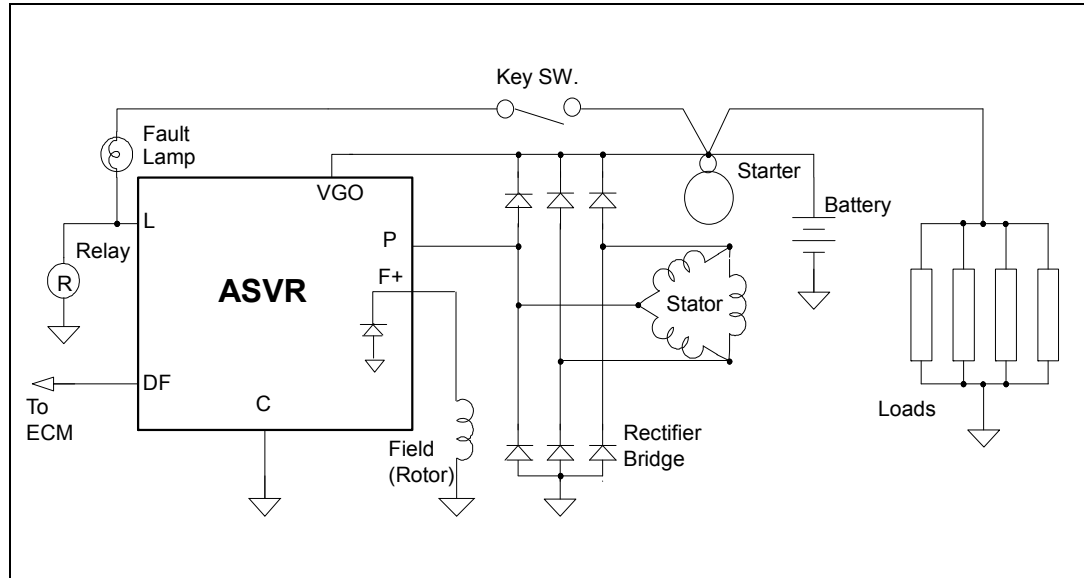 Key SW.
Fault
Lamp
VGO
Starter
Battery
L
P
Relay
F+
R
ASVR
Stator
DF
To
ECM
C
Field
(Rotor)
Rectifier
Bridge
Loads